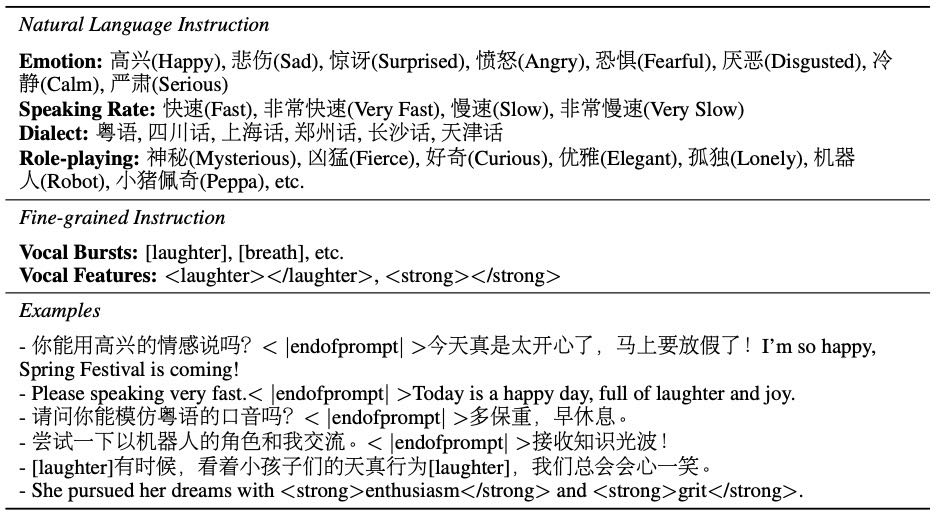 Natural Language Instruction
Emotion: 高兴(Happy), 悲伤(Sad), 惊讶(Surprised), 愤怒(Angry), 恐惧(Fearful), 厌恶(Disgusted), 冷
静(Calm), 严肃(Serious)
Speaking Rate: 快速(Fast), 非常快速(Very Fast), 慢速(Slow), 非常慢速(Very Slow)
Dialect: 粤语, 四川话, 上海话, 郑州话, 长沙话, 天津话
Role-playing: 神秘(Mysterious), 凶猛(Fierce), 好奇(Curious), 优雅(Elegant), 孤独(Lonely), 机器
人(Robot), 小猪佩奇(Peppa), etc.
Fine-grained Instruction
Vocal Bursts: [laughter], [breath], etc.
Vocal Features: <laughter></laughter>, <strong></strong>
Examples
- 你能用高兴的情感说吗？< |endofprompt| >今天真是太开心了，马上要放假了！I'm so happy,
Spring Festival is coming!
- Please speaking very fast.< |endofprompt| >Today is a happy day, full of laughter and joy.
- 请问你能模仿粤语的口音吗？< |endofprompt| >多保重，早休息。
- 尝试一下以机器人的角色和我交流。< |endofprompt| >接收知识光波！
- [laughter]有时候，看着小孩子们的天真行为[laughter]，我们总会会心一笑。
- She pursued her dreams with <strong>enthusiasm</strong> and <strong>grit</strong>.